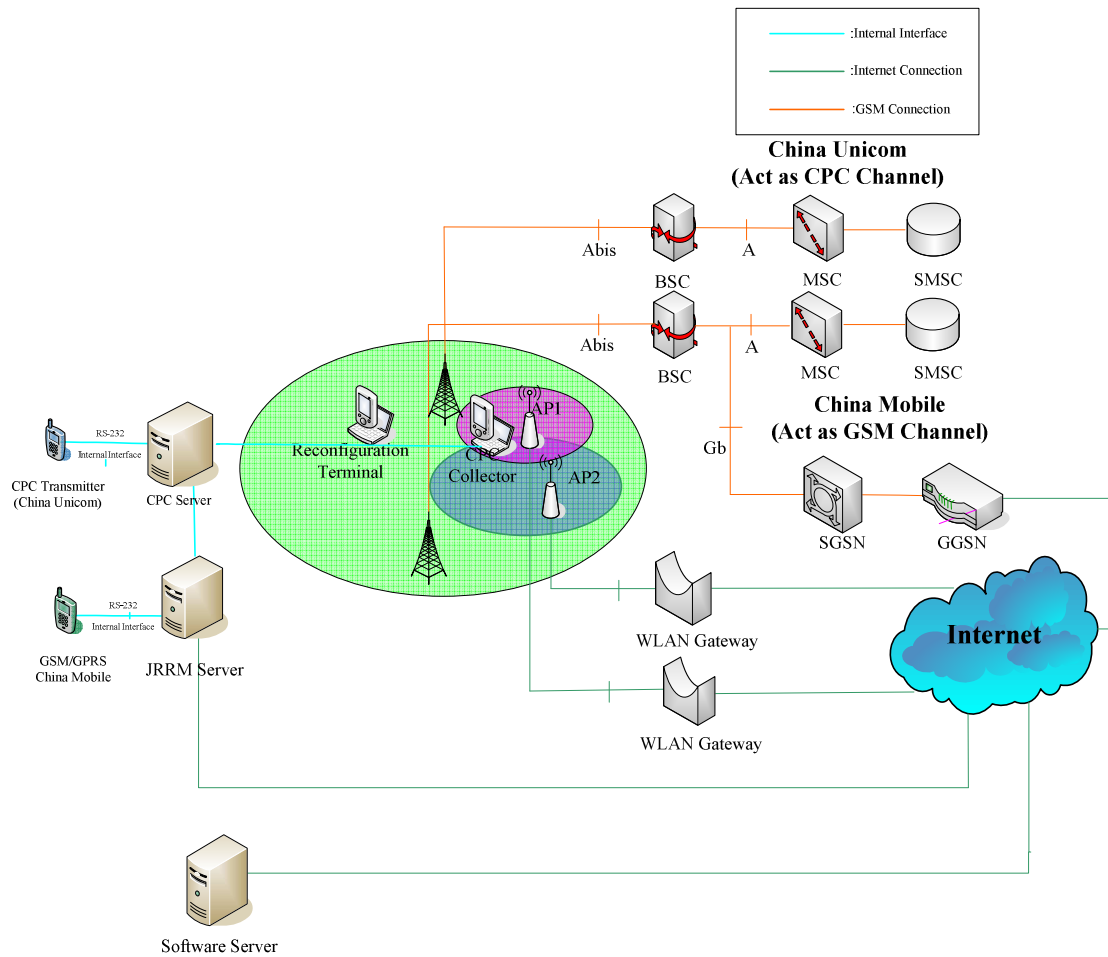 :Internal Interface
:Internet Connection
:GSM Connection
China Unicom
(Act as CPC Channel)
Abis
A
BSC
MSC
SMSC
Abis
A
BSC
MSC
SMSC
China Mobile
(Act as GSM Channel)
Gb
SGSN
GGSN
AP1
Reconfiguration
Terminal
CPC
Collector
AP2
RS-232
Internal Interface
CPC Transmitter
(China Unicom)
CPC Server
RS-232
Internal Interface
GSM/GPRS
China Mobile
JRRM Server
WLAN Gateway
Internet
WLAN Gateway
Software Server